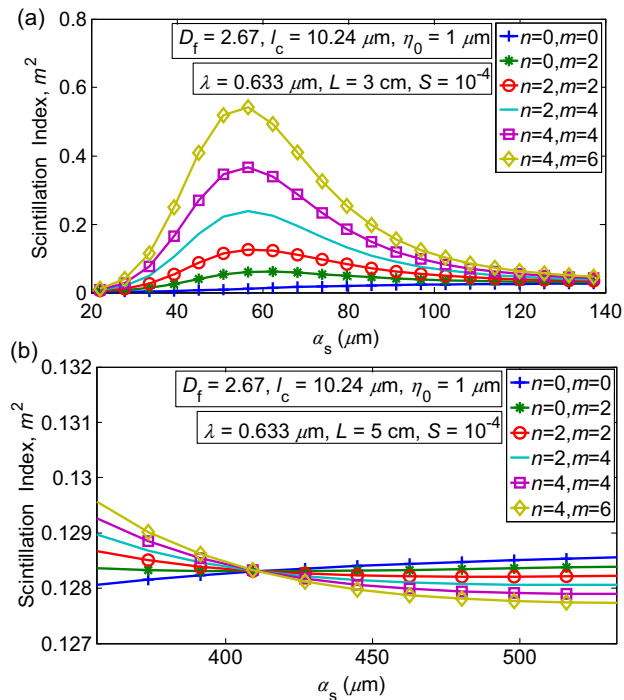 (a)
D_f = 2.67, l_c = 10.24 μm, η_0 = 1 μm
λ = 0.633 μm, L = 3 cm, S = 10^-4
n=0,m=0
n=0,m=2
n=2,m=2
n=2,m=4
n=4,m=4
n=4,m=6
Scintillation Index, m^2
0.8
0.6
0.4
0.2
0
20 40 60 80 100 120 140
α_s (μm)
(b)
D_f = 2.67, l_c = 10.24 μm, η_0 = 1 μm
λ = 0.633 μm, L = 5 cm, S = 10^-4
n=0,m=0
n=0,m=2
n=2,m=2
n=2,m=4
n=4,m=4
n=4,m=6
Scintillation Index, m^2
0.132
0.131
0.13
0.129
0.128
0.127
400 450 500
α_s (μm)